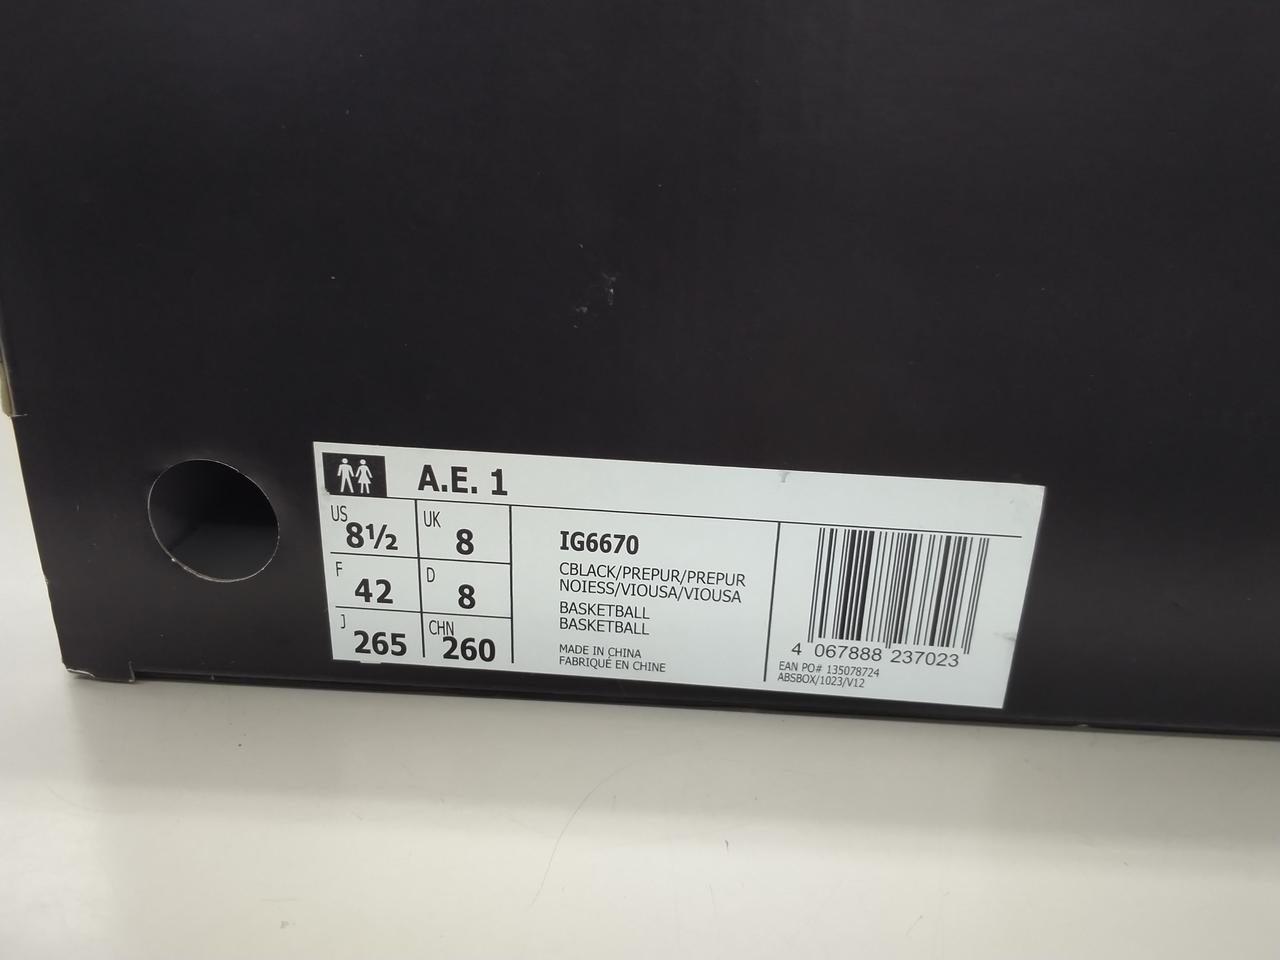 A.E. 1
US 8½ UK 8
F 42 D 8
J 265 CHN 260
IG6670
CBLACK/PREPUR/PREPUR
NOIESS/VIOUSA/VIOUSA
BASKETBALL
BASKETBALL
MADE IN CHINA
FABRIQUÉ EN CHINE
4 067888 237023
EAN PO# 135078724
ABSBOX/1023/V12